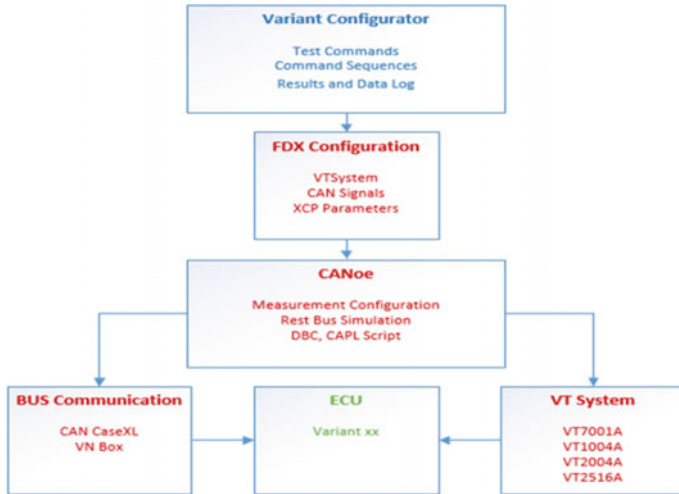 Variant Configurator
Test Commands
Command Sequences
Results and Data Log
FDX Configuration
VTSystem
CAN Signals
XCP Parameters
CANoe
Measurement Configuration
Rest Bus Simulation
DBC, CAPL Script
BUS Communication
CAN CaseXL
VN Box
ECU
Variant xx
VT System
VT7001A
VT1004A
VT2004A
VT2516A